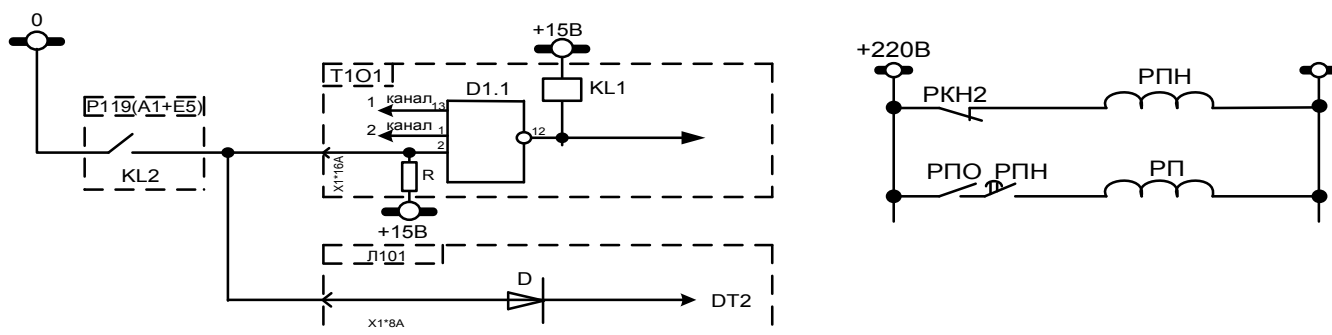 0
+15В
+220В
Т1О1
D1.1
KL1
РПН
РКН2
1 канал
13
Р119(А1+Е5)
2 канал
1
12
2
KL2
X1*16A
R
РПО
РПН
РП
+15В
Л101
D
DT2
X1*8A